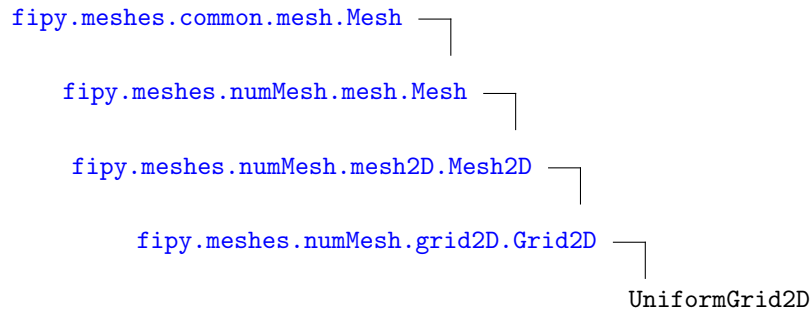 fipy.meshes.common.mesh.Mesh
fipy.meshes.numMesh.mesh.Mesh
fipy.meshes.numMesh.mesh2D.Mesh2D
fipy.meshes.numMesh.grid2D.Grid2D
UniformGrid2D